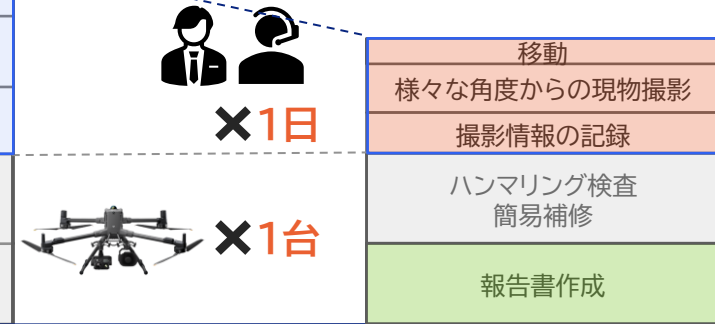 移動
様々な角度からの現物撮影
×1日
撮影情報の記録
ハンマリング検査
簡易補修
×1台
報告書作成